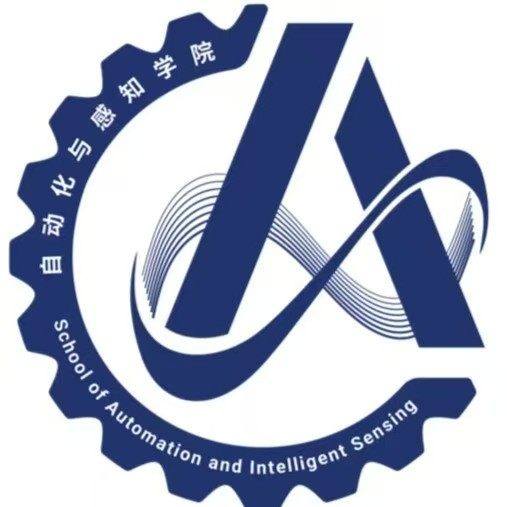 自动化与感知学院
School of Automation and Intelligent Sensing